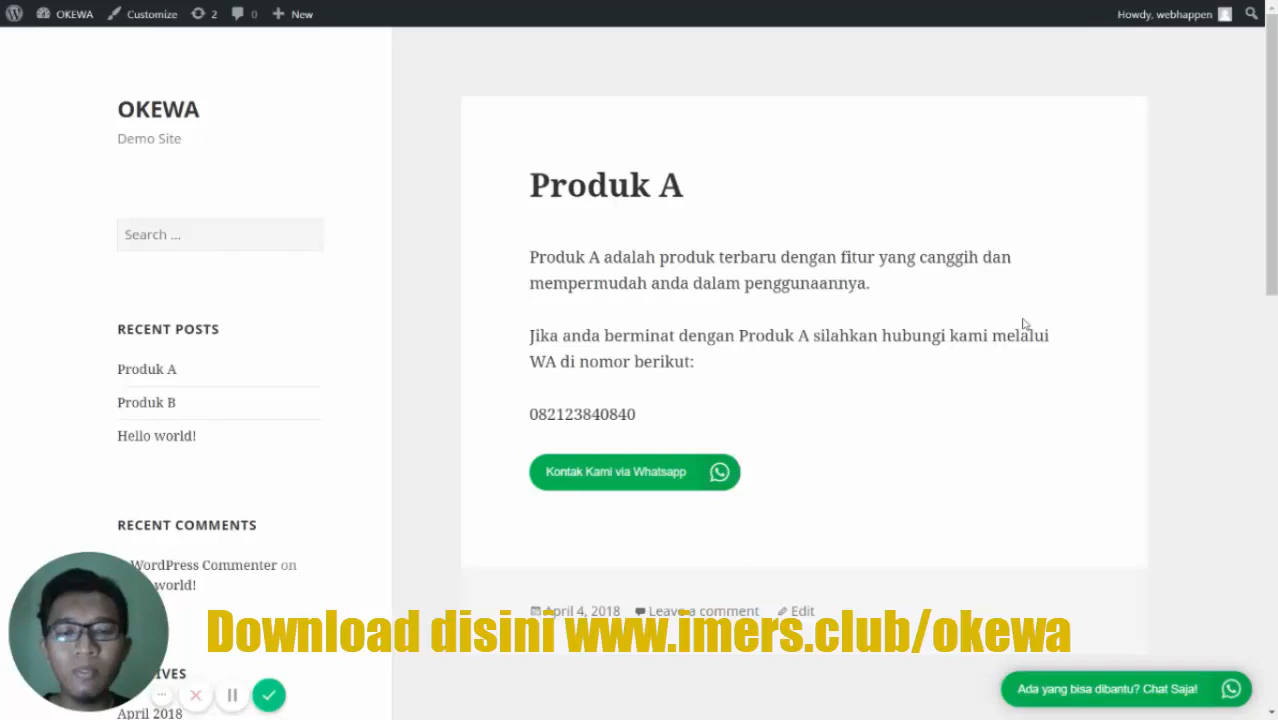 OKEWA
Customize
2
0
New
Howdy, webhappen
OKEWA
Demo Site
Search ...
RECENT POSTS
Produk A
Produk B
Hello world!
RECENT COMMENTS
WordPress Commenter on
world!
April 2018
Produk A
Produk A adalah produk terbaru dengan fitur yang canggih dan
mempermudah anda dalam penggunaannya.
Jika anda berminat dengan Produk A silahkan hubungi kami melalui
WA di nomor berikut:
082123840840
Kontak Kami via Whatsapp
April 4, 2018
Leave a comment
Edit
Download disini www.imers.club/okewa
Ada yang bisa dibantu? Chat Saja!